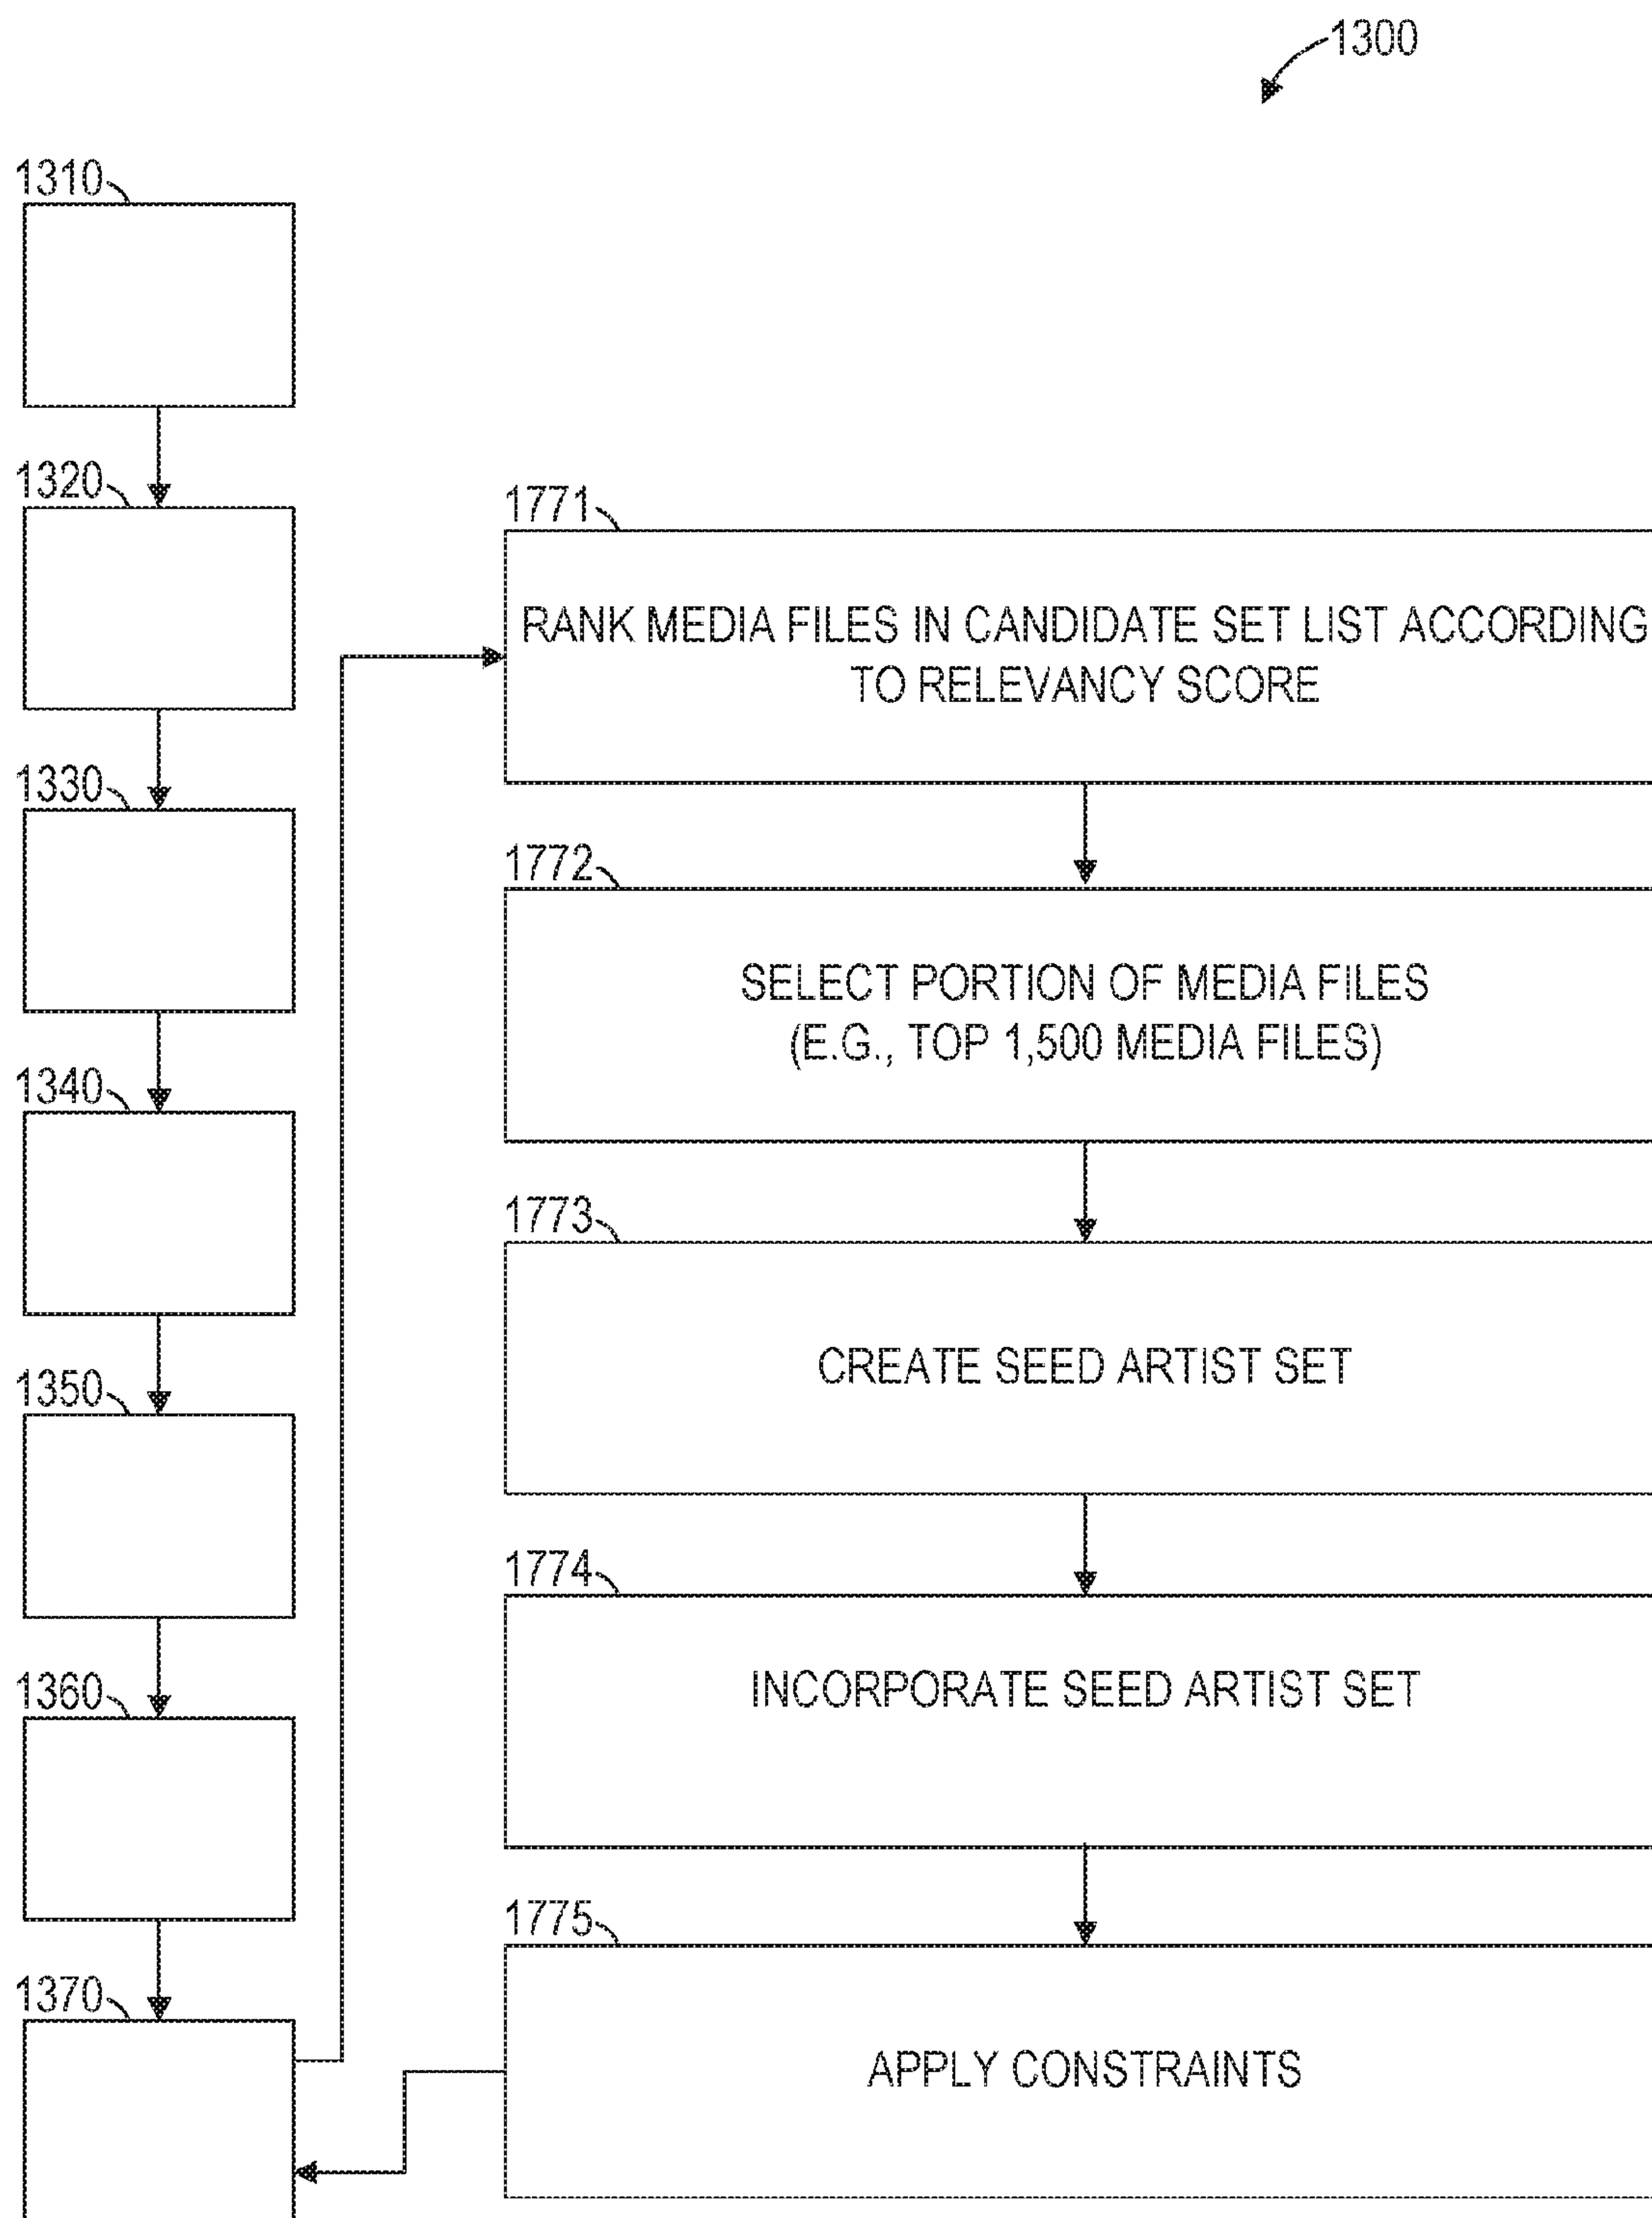 1300
1310
1320
1330
1340
1350
1360
1370
1771
RANK MEDIA FILES IN CANDIDATE SET LIST ACCORDING
TO RELEVANCY SCORE
1772
SELECT PORTION OF MEDIA FILES
(E.G., TOP 1,500 MEDIA FILES)
1773
CREATE SEED ARTIST SET
1774
INCORPORATE SEED ARTIST SET
1775
APPLY CONSTRAINTS